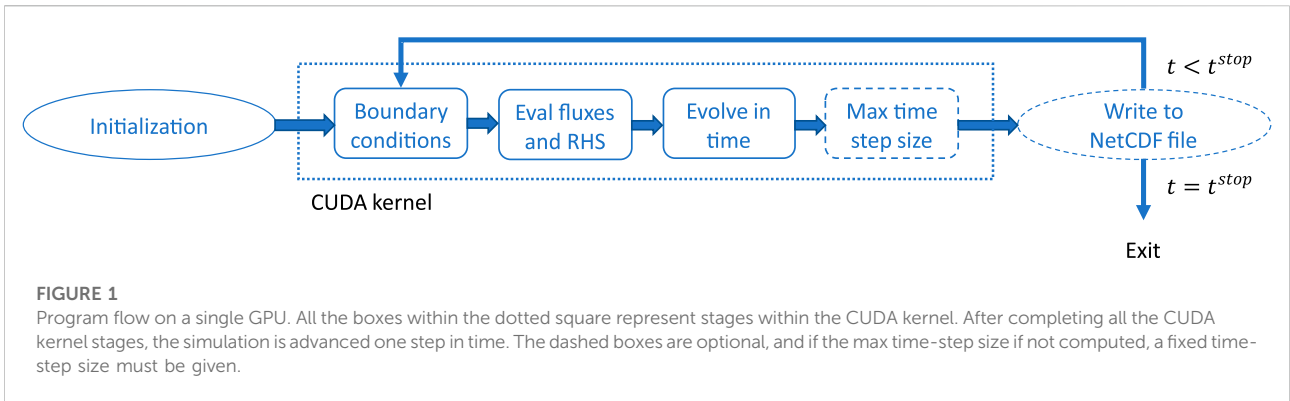 t < t^stop
Initialization
Boundary
conditions
Eval fluxes
and RHS
Evolve in
time
Max time
step size
Write to
NetCDF file
t = t^stop
CUDA kernel
Exit
FIGURE 1
Program flow on a single GPU. All the boxes within the dotted square represent stages within the CUDA kernel. After completing all the CUDA
kernel stages, the simulation is advanced one step in time. The dashed boxes are optional, and if the max time-step size if not computed, a fixed time-
step size must be given.